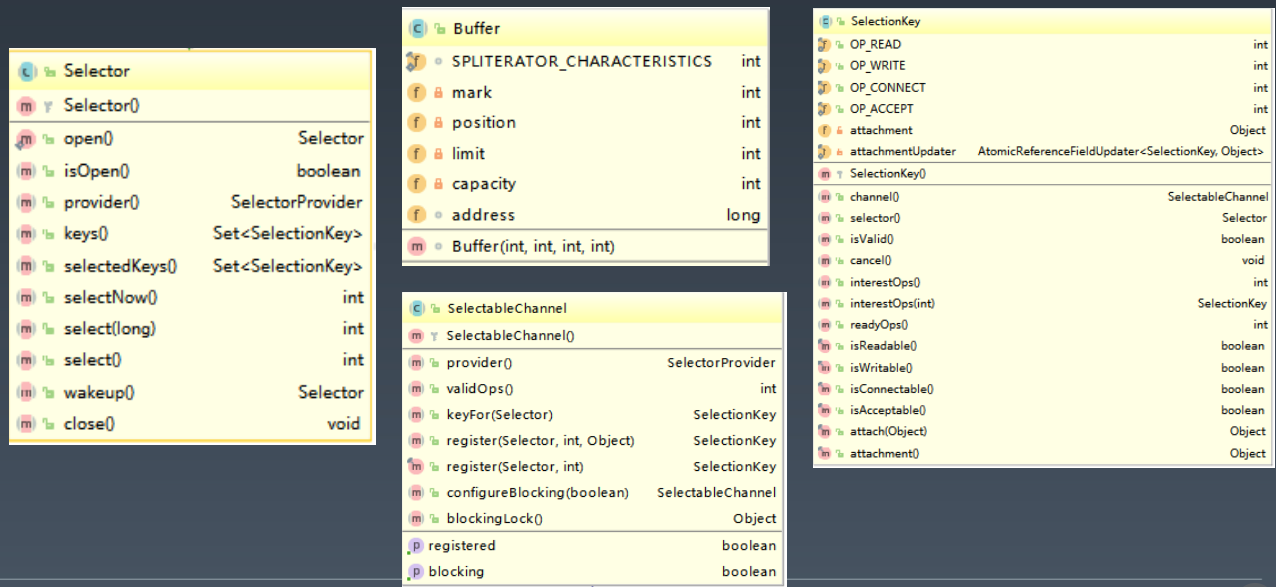 Selector
Selector()
open() Selector
isOpen() boolean
provider() SelectorProvider
keys() Set<SelectionKey>
selectedKeys() Set<SelectionKey>
selectNow() int
select(long) int
select() int
wakeup() Selector
close() void
Buffer
SPLITERATOR_CHARACTERISTICS int
mark int
position int
limit int
capacity int
address long
Buffer(int, int, int, int)
SelectableChannel
SelectableChannel()
provider() SelectorProvider
validOps() int
keyFor(Selector) SelectionKey
register(Selector, int, Object) SelectionKey
register(Selector, int) SelectionKey
configureBlocking(boolean) SelectableChannel
blockingLock() Object
registered boolean
blocking boolean
SelectionKey
OP_READ int
OP_WRITE int
OP_CONNECT int
OP_ACCEPT int
attachment Object
attachmentUpdater AtomicReferenceFieldUpdater<SelectionKey, Object>
SelectionKey()
channel() SelectableChannel
selector() Selector
isValid() boolean
cancel() void
interestOps() int
interestOps(int) SelectionKey
readyOps() int
isReadable() boolean
isWritable() boolean
isConnectable() boolean
isAcceptable() boolean
attach(Object) Object
attachment() Object